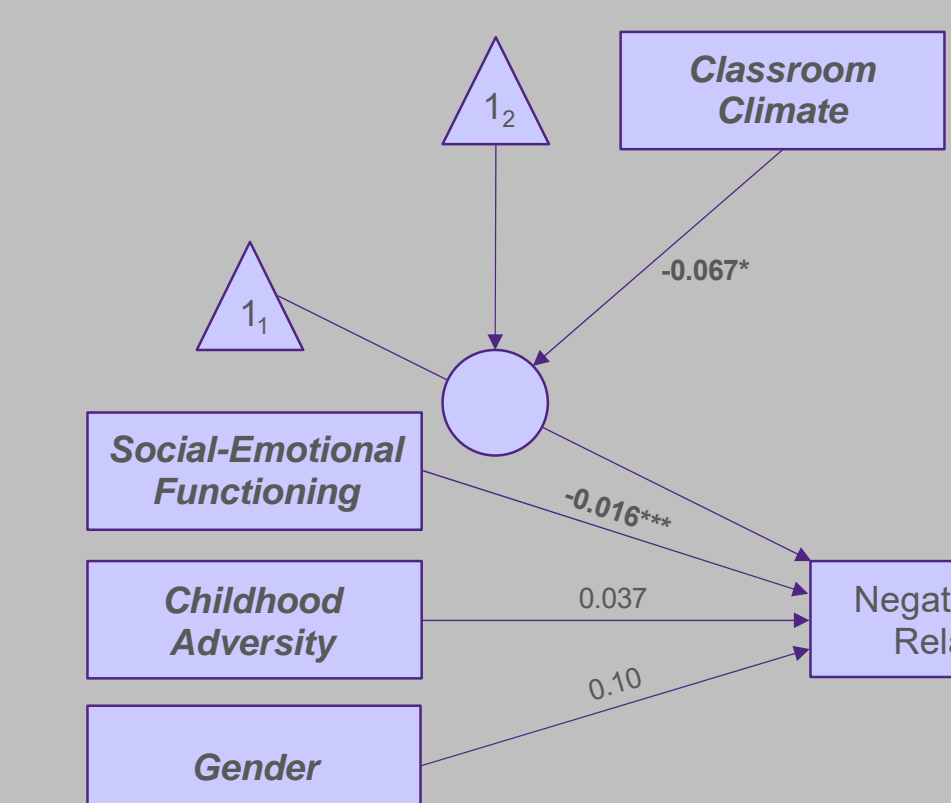 1₂
Classroom
Climate
-0.067*
1₁
Social-Emotional
Functioning
-0.016***
Childhood
Adversity
0.037
0.10
Gender